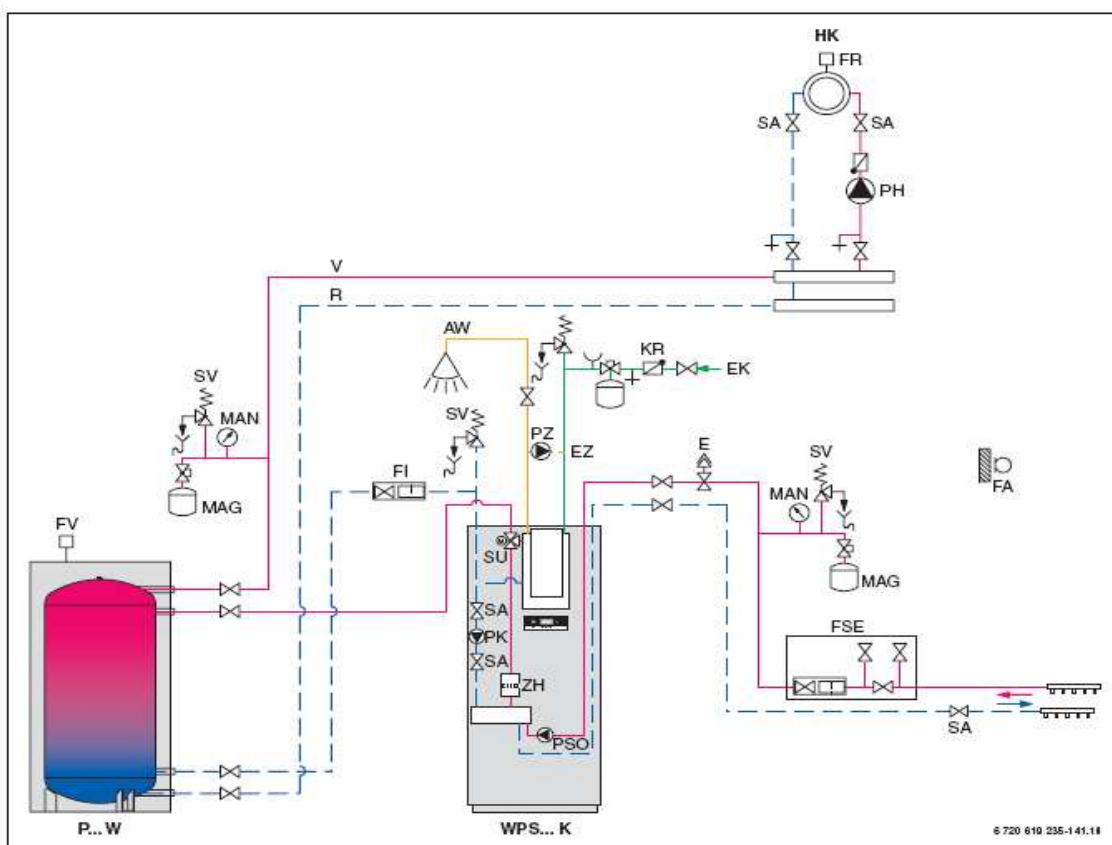 HK
FR
SA
SA
PH
V
R
AW
KR
EK
SV
MAN
SV
PZ
EZ
E
SV
FI
MAN
FA
MAG
FV
SU
MAG
SA
PK
FSE
SA
ZH
PSO
SA
P... W
WPS... K
6 720 619 235-141.1II